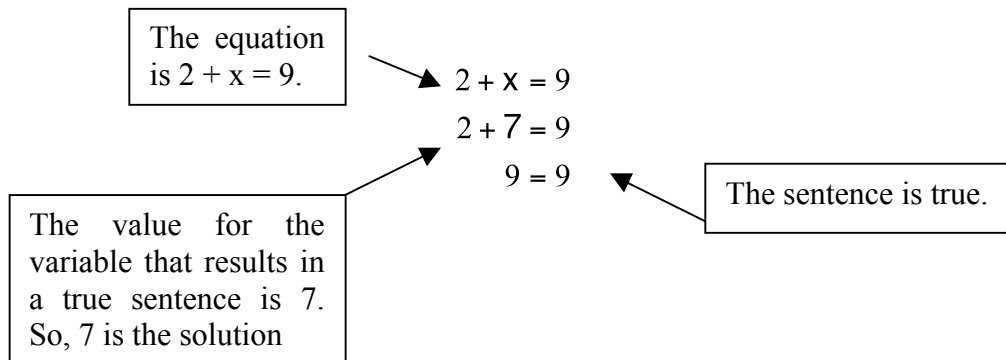 The equation
is 2 + x = 9.
2 + x = 9
2 + 7 = 9
9 = 9
The sentence is true.
The value for the
variable that results in
a true sentence is 7.
So, 7 is the solution